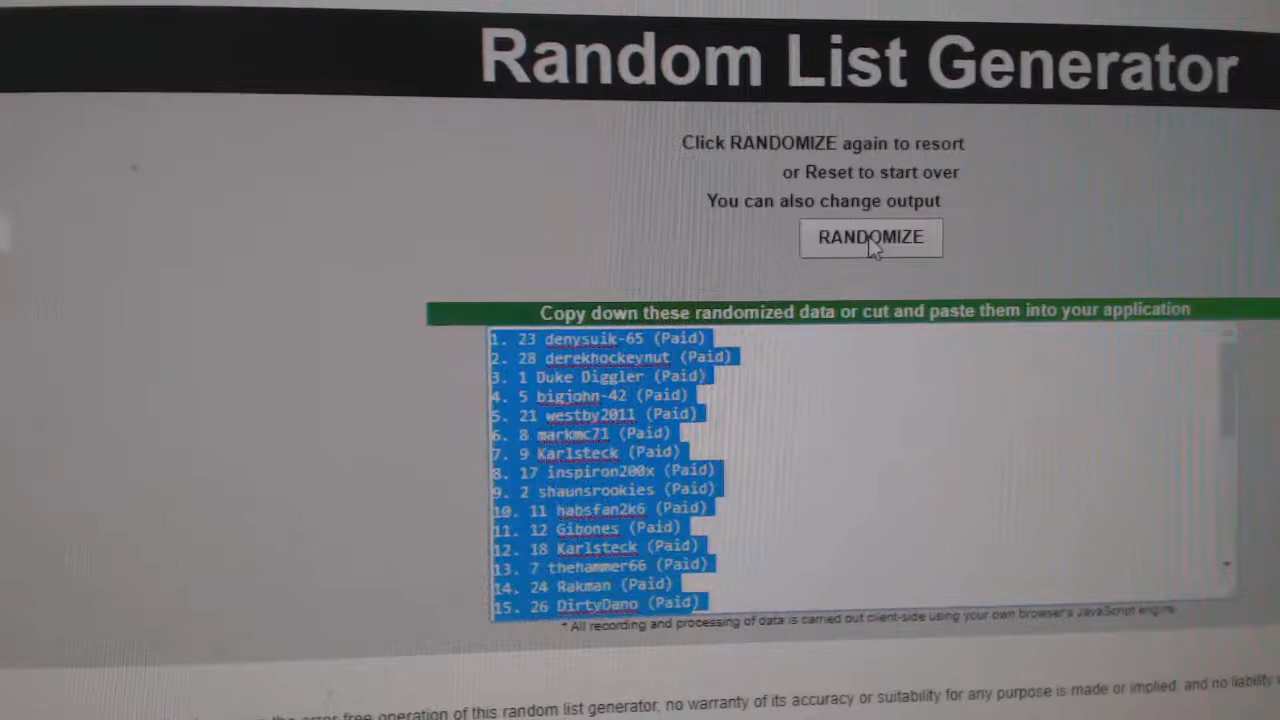 Random List Generator
Click RANDOMIZE again to resort
or Reset to start over
You can also change output
RANDOMIZE
Copy down these randomized data or cut and paste them into your application
1. 23 denysuik-65 (Paid)
2. 28 derekhockeynut (Paid)
3. 1 Duke Diggler (Paid)
4. 5 bigjohn-42 (Paid)
5. 21 westby2011 (Paid)
6. 8 markmc71 (Paid)
7. 9 Karlsteck (Paid)
8. 17 inspiron200x (Paid)
9. 2 shaunsrookies (Paid)
10. 11 habsfan2k6 (Paid)
11. 12 Gibones (Paid)
12. 18 Karlsteck (Paid)
13. 7 thehammer66 (Paid)
14. 24 Rakman (Paid)
15. 26 DirtyDano (Paid)
* All recording and processing of data is carried out client-side using your own browser's JavaScript engine.
error free operation of this random list generator, no warranty of its accuracy or suitability for any purpose is made or implied, and no liability